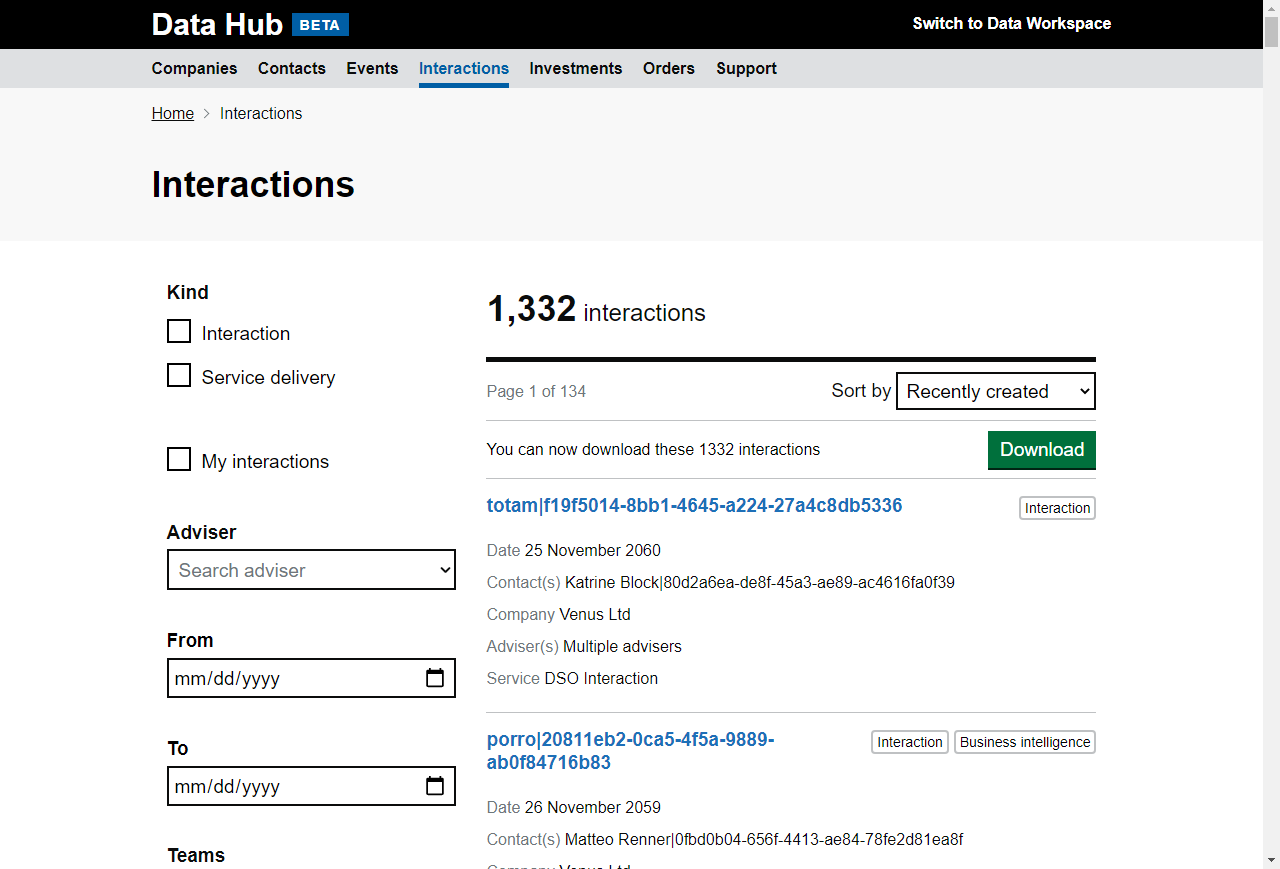 Data Hub BETA
Switch to Data Workspace
Companies Contacts Events Interactions Investments Orders Support
Home Interactions
Interactions
Kind
Interaction
Service delivery
My interactions
Adviser
Search adviser
From
mm/dd/yyyy
To
mm/dd/yyyy
Teams
1,332 interactions
Page 1 of 134
Sort by Recently created
You can now download these 1332 interactions
Download
totam|f19f5014-8bb1-4645-a224-27a4c8db5336
Interaction
Date 25 November 2060
Contact(s) Katrine Block|80d2a6ea-de8f-45a3-ae89-ac4616fa0f39
Company Venus Ltd
Adviser(s) Multiple advisers
Service DSO Interaction
porro|20811eb2-0ca5-4f5a-9889-
ab0f84716b83
Interaction Business intelligence
Date 26 November 2059
Contact(s) Matteo Renner|0fbd0b04-656f-4413-ae84-78fe2d81ea8f
Company Venus Ltd